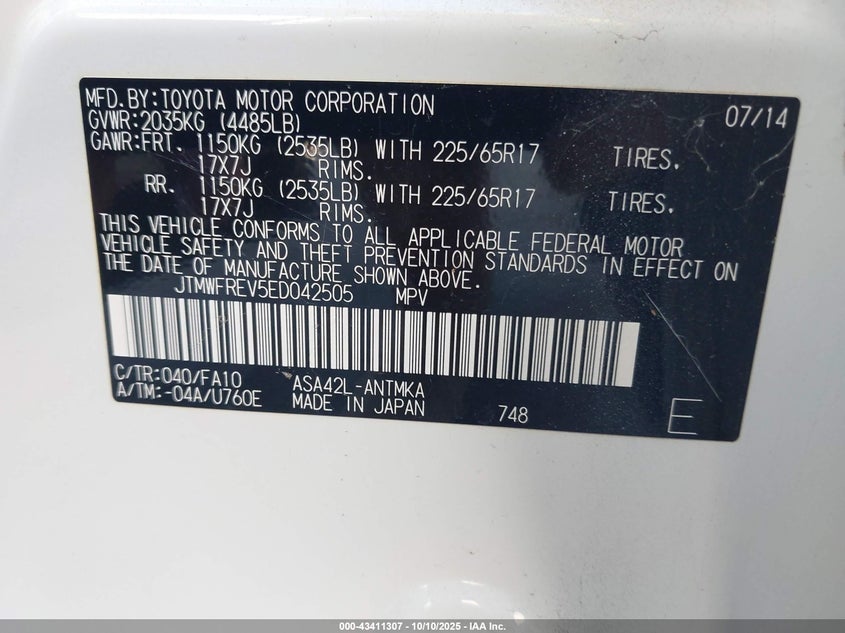 MFD.BY:TOYOTA MOTOR CORPORATION 07/14
GVWR:2035KG (4485LB)
GAWR:FRT. 1150KG (2535LB) WITH 225/65R17 TIRES.
17X7J RIMS.
RR. 1150KG (2535LB) WITH 225/65R17 TIRES.
17X7J RIMS.
THIS VEHICLE CONFORMS TO ALL APPLICABLE FEDERAL MOTOR
VEHICLE SAFETY AND THEFT PREVENTION STANDARDS IN EFFECT ON
THE DATE OF MANUFACTURE SHOWN ABOVE.
JTMWFREV5ED042505 MPV
C/TR:040/FA10 ASA42L-ANTMKA
A/TM:-04A/U760E MADE IN JAPAN 748 E
000-43411307 - 10/10/2025 - IAA Inc.